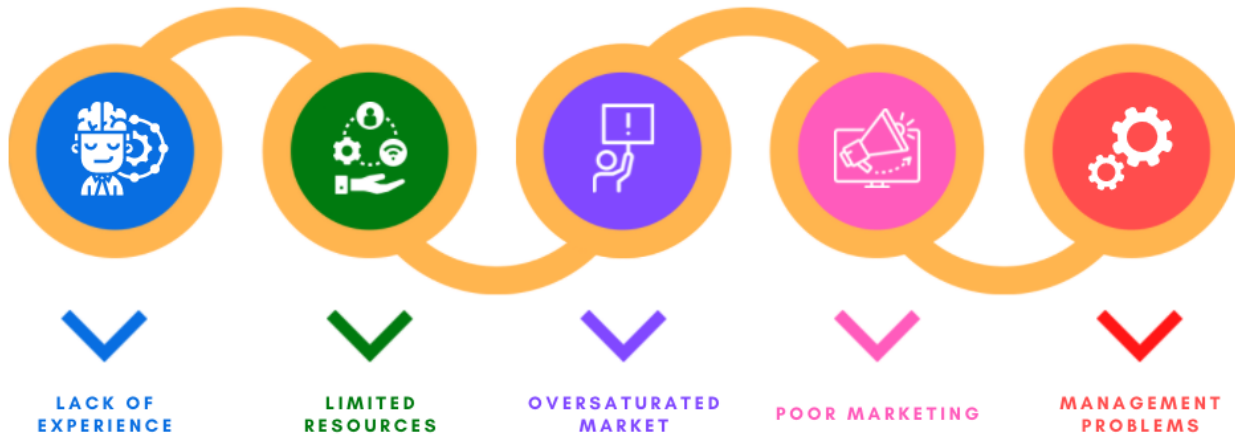 LACK OF
EXPERIENCE
LIMITED
RESOURCES
OVERSATURATED
MARKET
POOR MARKETING
MANAGEMENT
PROBLEMS